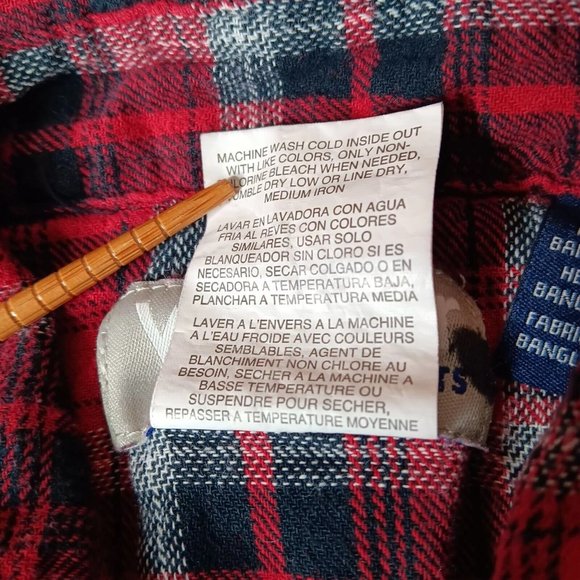 MACHINE WASH COLD INSIDE OUT
WITH LIKE COLORS, ONLY NON-
BLEACH WHEN NEEDED,
DRY LOW OR LINE DRY,
MEDIUM IRON
LAVAR EN LAVADORA CON AGUA
FRIA AL REVES CON COLORES
SIMILARES, USAR SOLO
BLANQUEADOR SIN CLORO SI ES
NECESARIO, SECAR COLGADO O EN
SECADORA A TEMPERATURA BAJA,
PLANCHAR A TEMPERATURA MEDIA
LAVER A L'ENVERS A LA MACHINE
A L'EAU FROIDE AVEC COULEURS
SEMBLABLES, AGENT DE
BLANCHIMENT NON CHLORE AU
BESOIN, SECHER A LA MACHINE A
BASSE TEMPERATURE OU
SUSPENDRE POUR SECHER,
REPASSER A TEMPERATURE MOYENNE